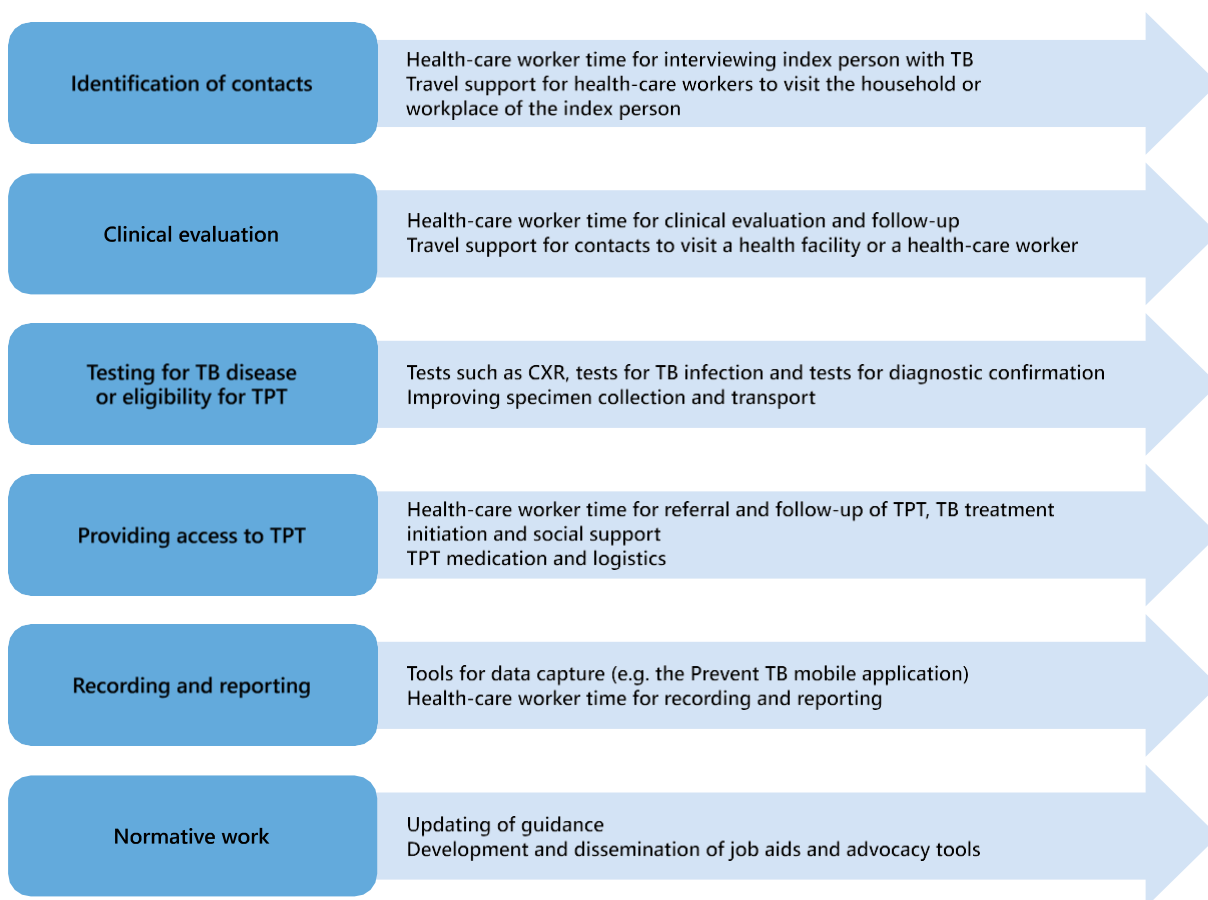 Identification of contacts
Health-care worker time for interviewing index person with TB
Travel support for health-care workers to visit the household or
workplace of the index person
Clinical evaluation
Health-care worker time for clinical evaluation and follow-up
Travel support for contacts to visit a health facility or a health-care worker
Testing for TB disease
or eligibility for TPT
Tests such as CXR, tests for TB infection and tests for diagnostic confirmation
Improving specimen collection and transport
Providing access to TPT
Health-care worker time for referral and follow-up of TPT, TB treatment
initiation and social support
TPT medication and logistics
Recording and reporting
Tools for data capture (e.g. the Prevent TB mobile application)
Health-care worker time for recording and reporting
Normative work
Updating of guidance
Development and dissemination of job aids and advocacy tools